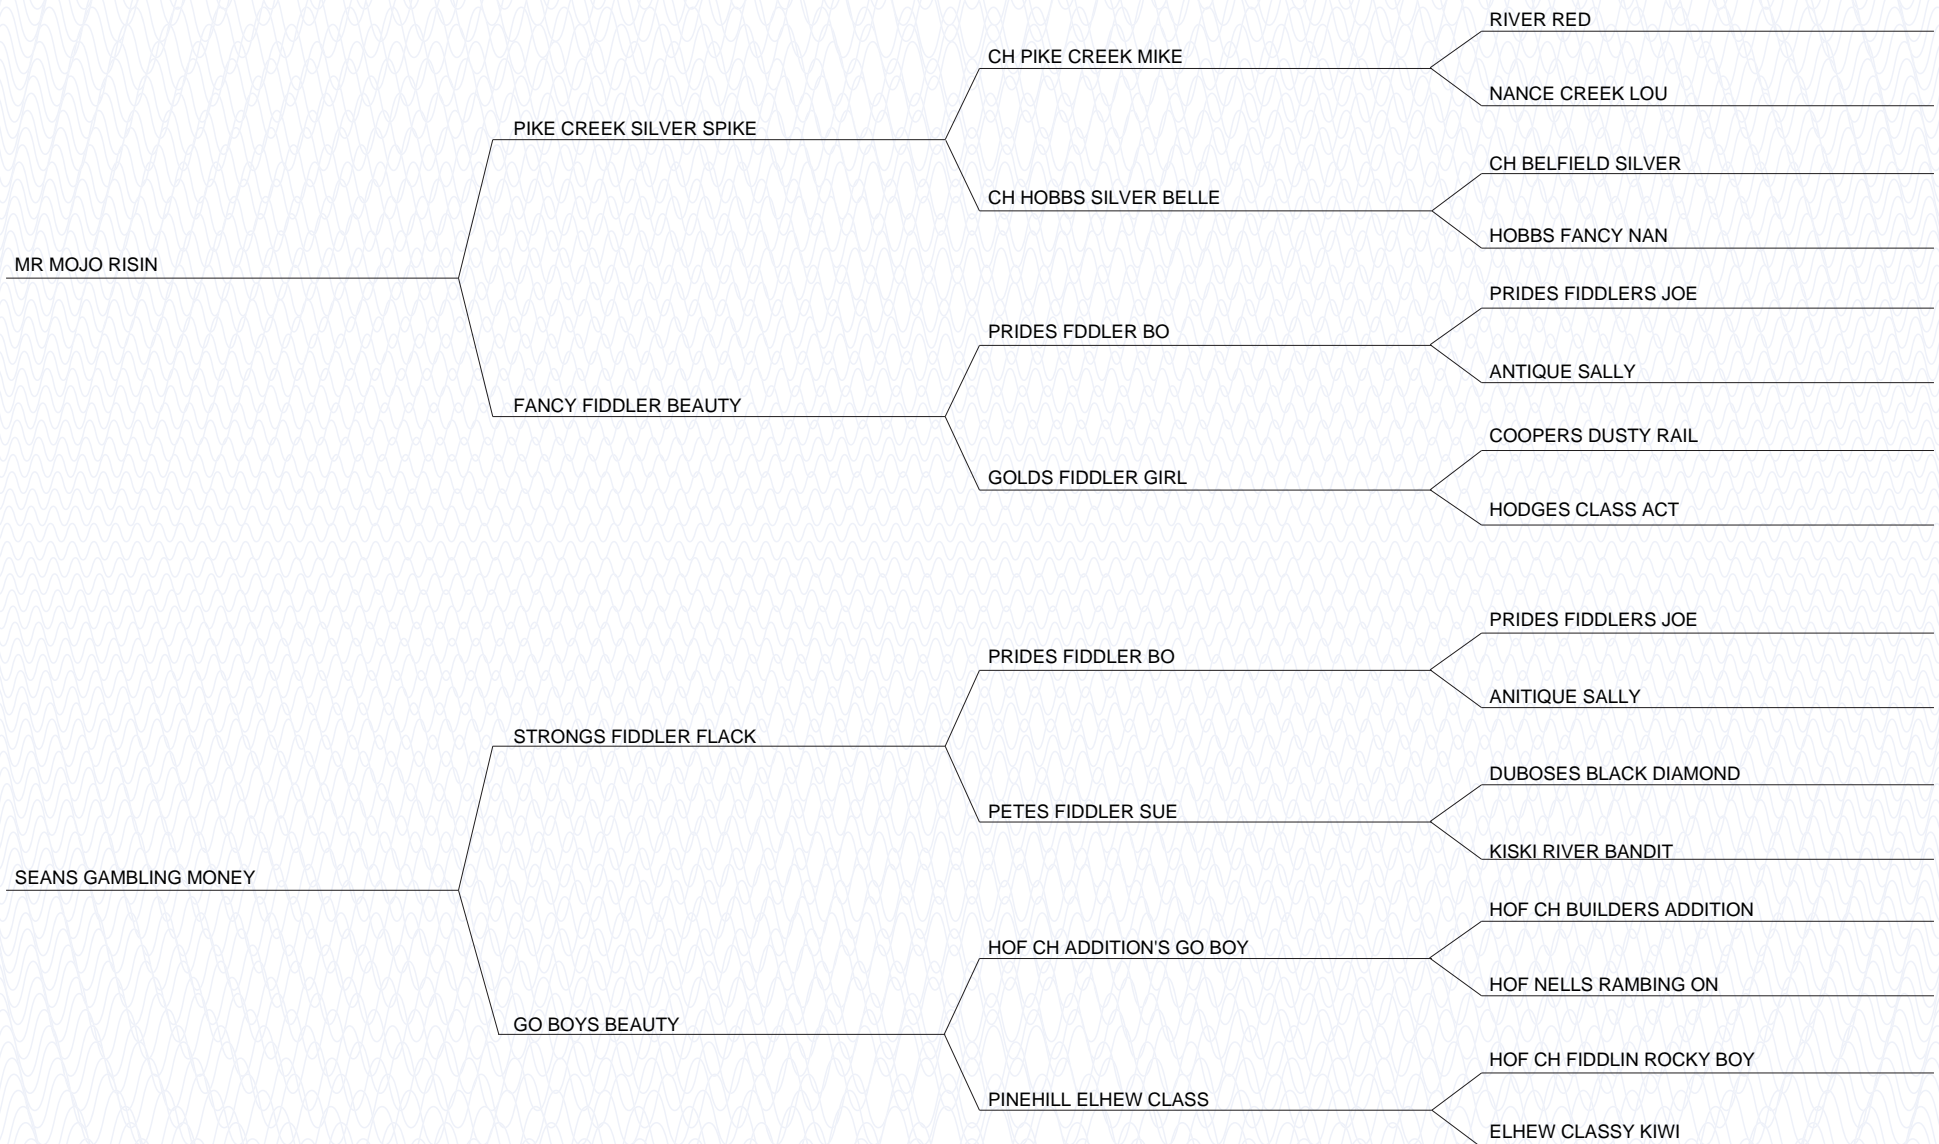 RIVER RED
CH PIKE CREEK MIKE
NANCE CREEK LOU
PIKE CREEK SILVER SPIKE
CH BELFIELD SILVER
CH HOBBS SILVER BELLE
HOBBS FANCY NAN
MR MOJO RISIN
PRIDES FIDDLERS JOE
PRIDES FDDLER BO
ANTIQUE SALLY
FANCY FIDDLER BEAUTY
COOPERS DUSTY RAIL
GOLDS FIDDLER GIRL
HODGES CLASS ACT
PRIDES FIDDLERS JOE
PRIDES FIDDLER BO
ANITIQUE SALLY
STRONGS FIDDLER FLACK
DUBOSES BLACK DIAMOND
PETES FIDDLER SUE
KISKI RIVER BANDIT
SEANS GAMBLING MONEY
HOF CH BUILDERS ADDITION
HOF CH ADDITION'S GO BOY
HOF NELLS RAMBING ON
GO BOYS BEAUTY
HOF CH FIDDLIN ROCKY BOY
PINEHILL ELHEW CLASS
ELHEW CLASSY KIWI